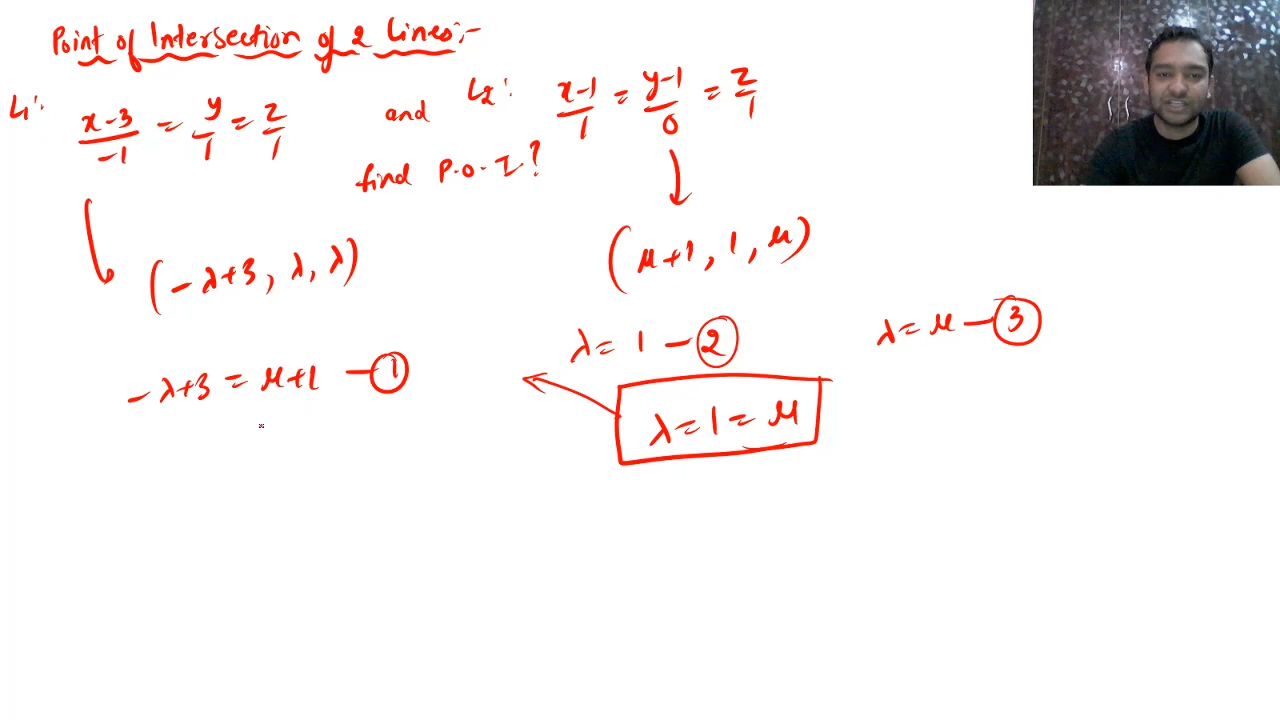 Point of Intersection of 2 Lines:-
L1: (x-3)/-1 = y/1 = z/1 and L2: (x-1)/1 = (y-1)/0 = z/1
find P.O.I?
(-λ+3, λ, λ) (μ+1, 1, μ)
-λ+3 = μ+1 — ① λ = 1 — ② λ = μ — ③
λ = 1 = μ